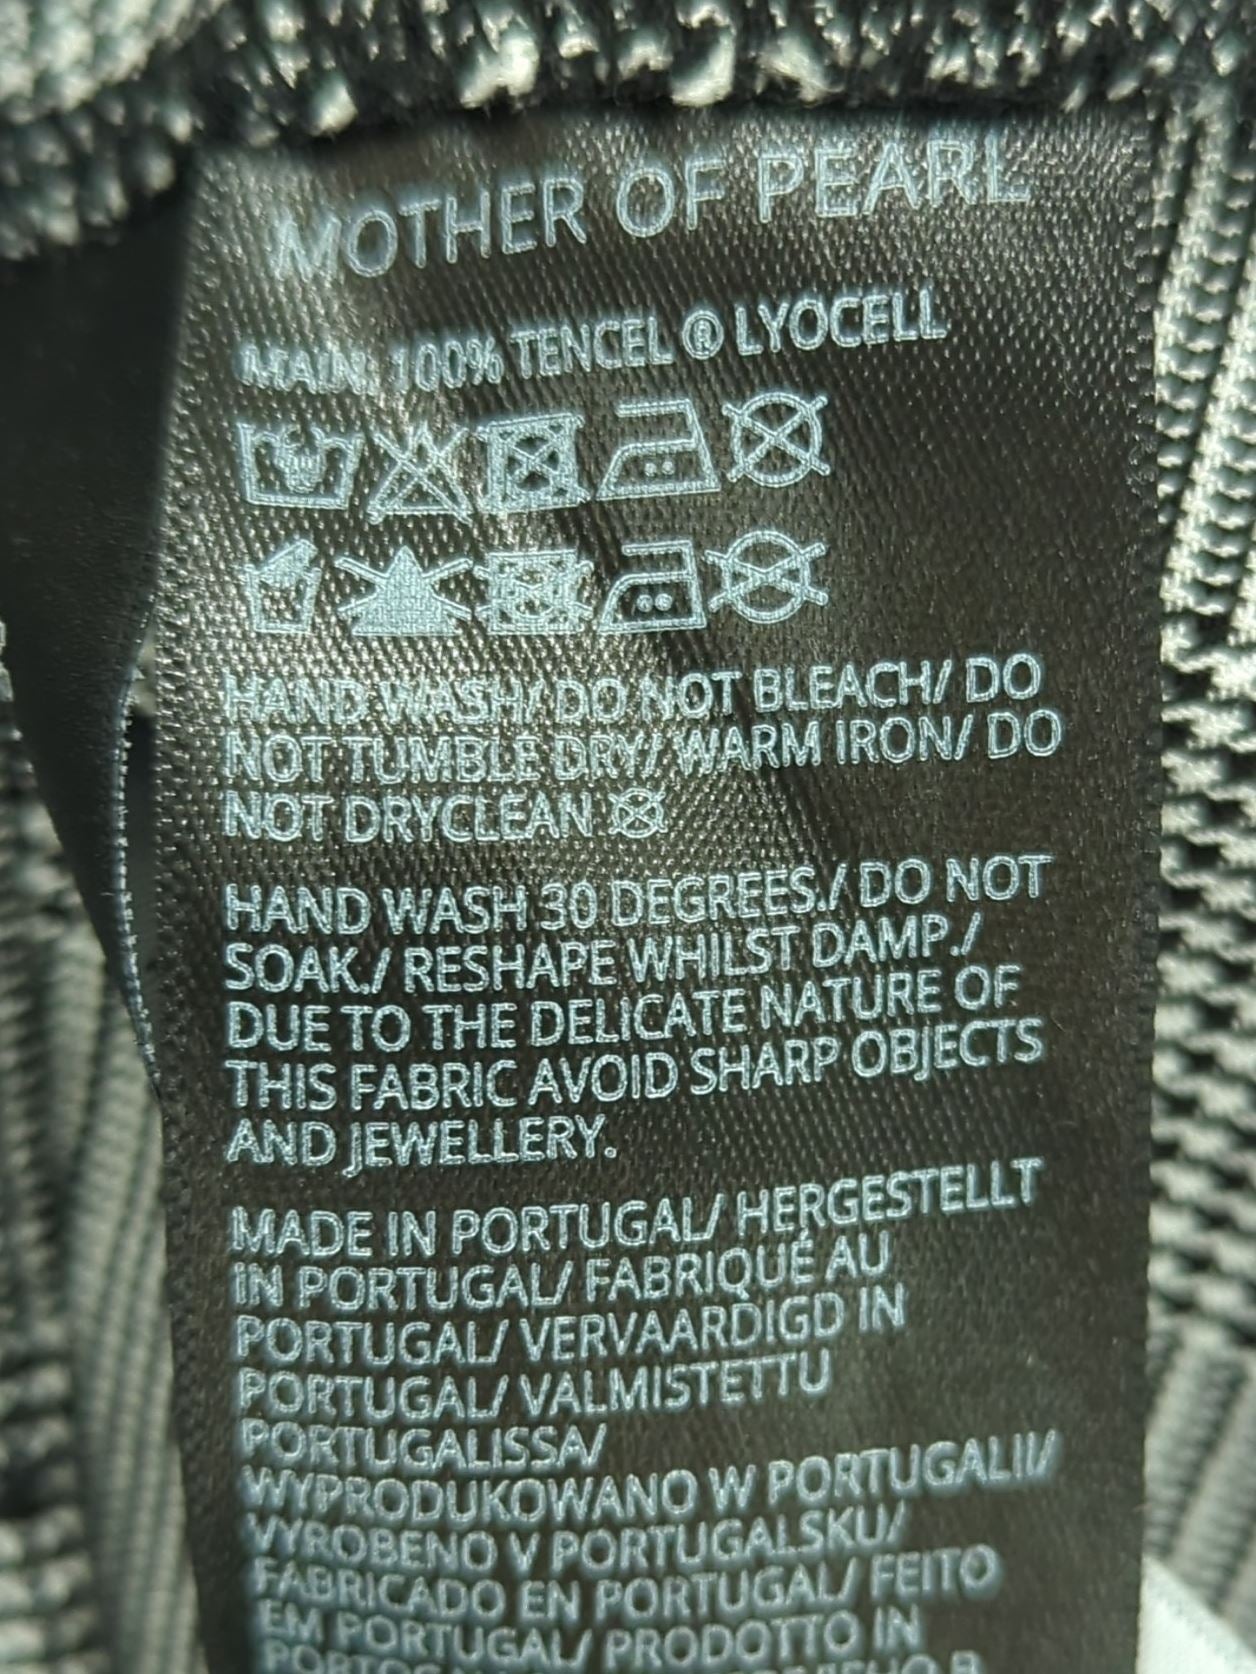 MOTHER OF PEARL
MAIN, 100% TENCEL ® LYOCELL
HAND WASH/ DO NOT BLEACH/ DO
NOT TUMBLE DRY/ WARM IRON/ DO
NOT DRYCLEAN
HAND WASH 30 DEGREES./ DO NOT
SOAK./ RESHAPE WHILST DAMP./
DUE TO THE DELICATE NATURE OF
THIS FABRIC AVOID SHARP OBJECTS
AND JEWELLERY.
MADE IN PORTUGAL/ HERGESTELLT
IN PORTUGAL/ FABRIQUÉ AU
PORTUGAL/ VERVAARDIGD IN
PORTUGAL/ VALMISTETTU
PORTUGALISSA/
WYPRODUKOWANO W PORTUGALII/
VYROBENO V PORTUGALSKU/
FABRICADO EN PORTUGAL/ FEITO
EM PORTUGAL/ PRODOTTO IN